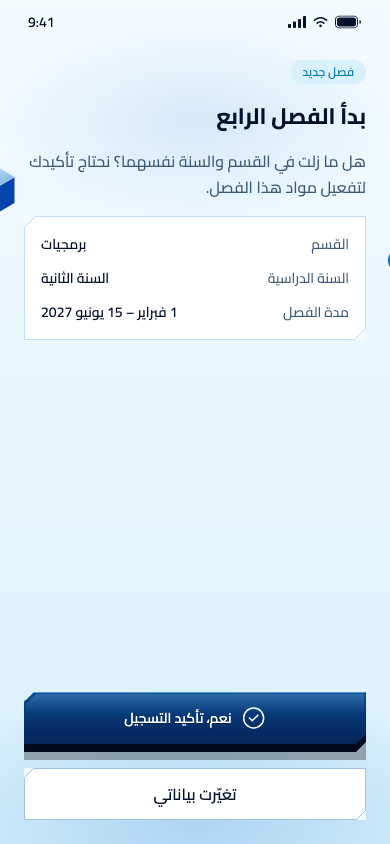 9:41
فصل جديد
بدأ الفصل الرابع
هل ما زلت في القسم والسنة نفسهما؟ نحتاج تأكيدك
لتفعيل مواد هذا الفصل.
القسم برمجيات
السنة الدراسية السنة الثانية
مدة الفصل 1 فبراير – 15 يونيو 2027
نعم، تأكيد التسجيل
تغيّرت بياناتي